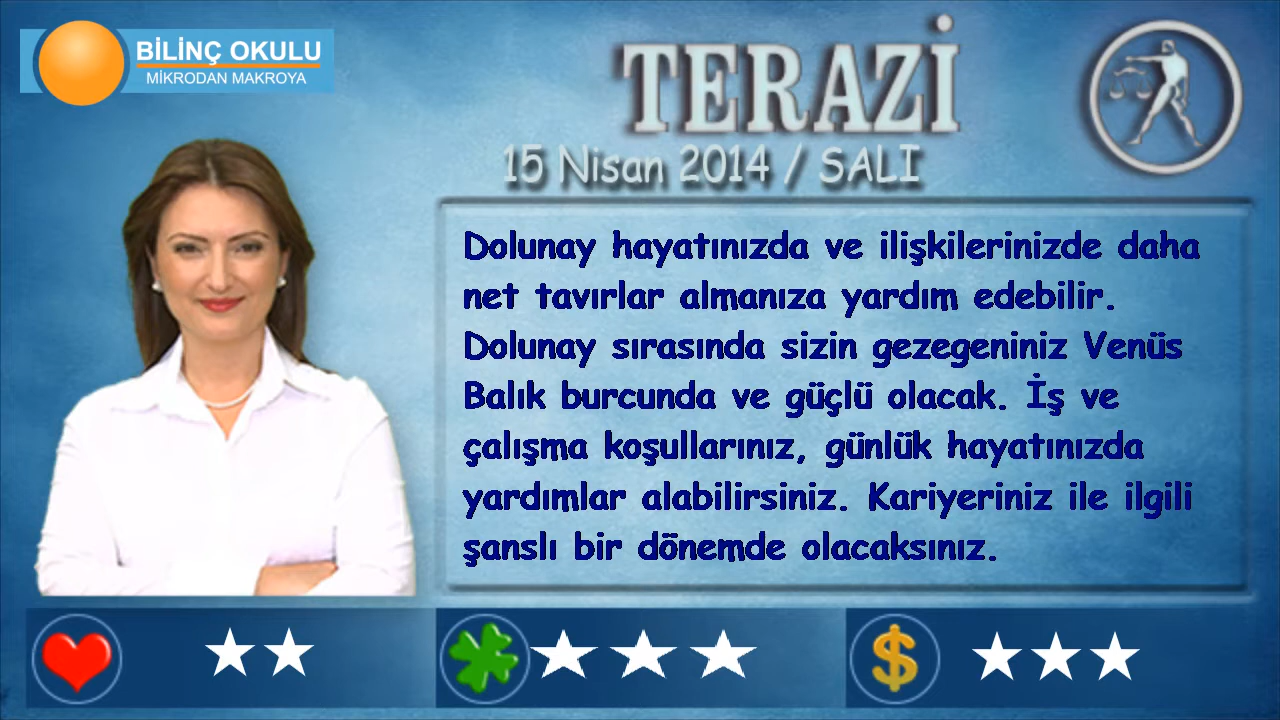 BİLİNÇ OKULU
MİKRODAN MAKROYA
TERAZİ
15 Nisan 2014 / SALI
Dolunay hayatınızda ve ilişkilerinizde daha
net tavırlar almanıza yardım edebilir.
Dolunay sırasında sizin gezegeniniz Venüs
Balık burcunda ve güçlü olacak. İş ve
çalışma koşullarınız, günlük hayatınızda
yardımlar alabilirsiniz. Kariyeriniz ile ilgili
şanslı bir dönemde olacaksınız.
$